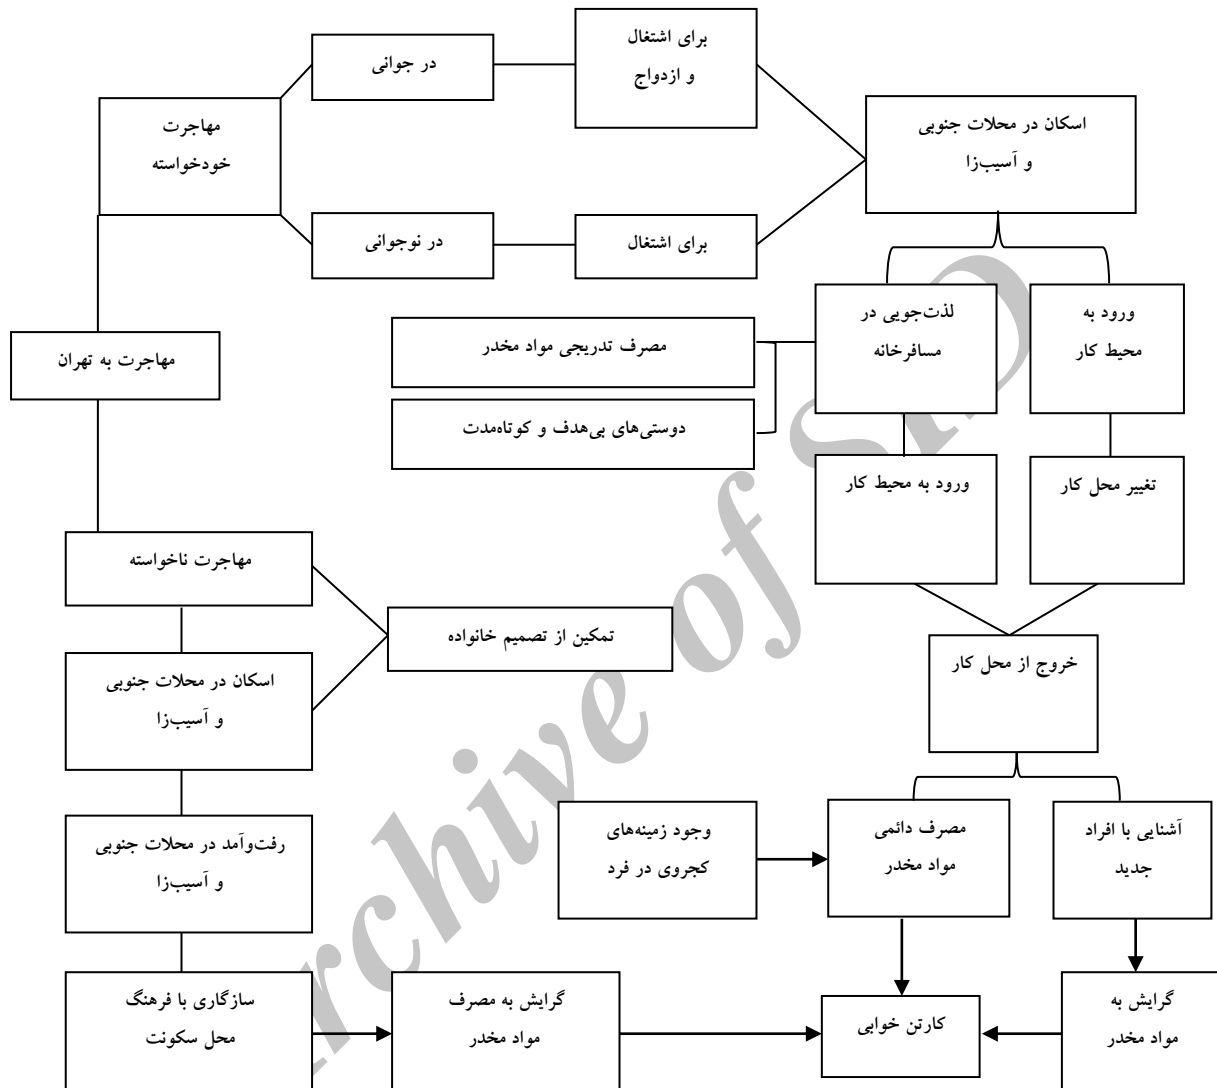 برای اشتغال
و ازدواج
در جوانی
مهاجرت
خودخواسته
اسکان در محلات جنوبی
و آسیب‌زا
در نوجوانی
برای اشتغال
مهاجرت به تهران
مصرف تدریجی مواد مخدر
دوستی‌های بی‌هدف و کوتاه‌مدت
لذت‌جویی در
مسافرخانه
ورود به
محیط کار
ورود به محیط کار
تغییر محل کار
مهاجرت ناخواسته
تمکین از تصمیم خانواده
اسکان در محلات جنوبی
و آسیب‌زا
خروج از محل کار
رفت‌وآمد در محلات جنوبی
و آسیب‌زا
وجود زمینه‌های
کجروی در فرد
مصرف دائمی
مواد مخدر
آشنایی با افراد
جدید
سازگاری با فرهنگ
محل سکونت
گرایش به مصرف
مواد مخدر
کارتن خوابی
گرایش به
مواد مخدر
Archive of SID